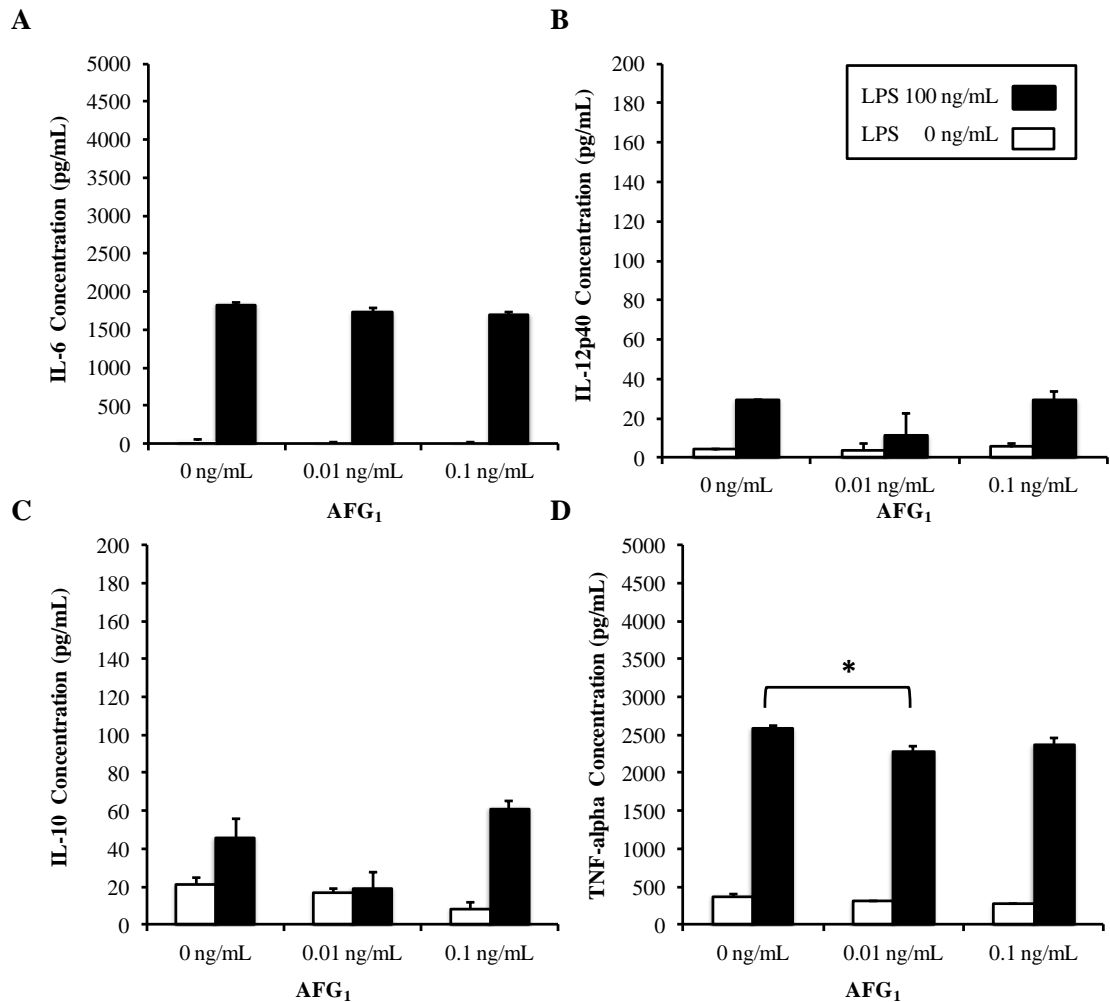 A
5000
4500
4000
3500
3000
2500
2000
1500
1000
500
0
IL-6 Concentration (pg/mL)
0 ng/mL 0.01 ng/mL 0.1 ng/mL
AFG1
B
200
180
160
140
120
100
80
60
40
20
0
IL-12p40 Concentration (pg/mL)
LPS 100 ng/mL
LPS 0 ng/mL
0 ng/mL 0.01 ng/mL 0.1 ng/mL
AFG1
C
200
180
160
140
120
100
80
60
40
20
0
IL-10 Concentration (pg/mL)
0 ng/mL 0.01 ng/mL 0.1 ng/mL
AFG1
D
5000
4500
4000
3500
3000
2500
2000
1500
1000
500
0
TNF-alpha Concentration (pg/mL)
*
0 ng/mL 0.01 ng/mL 0.1 ng/mL
AFG1